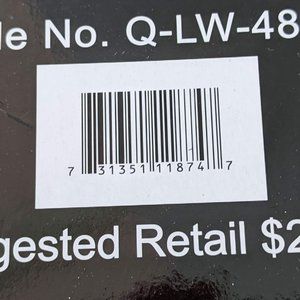 le No. Q-LW-48
7 31351 11874 7
gested Retail $2